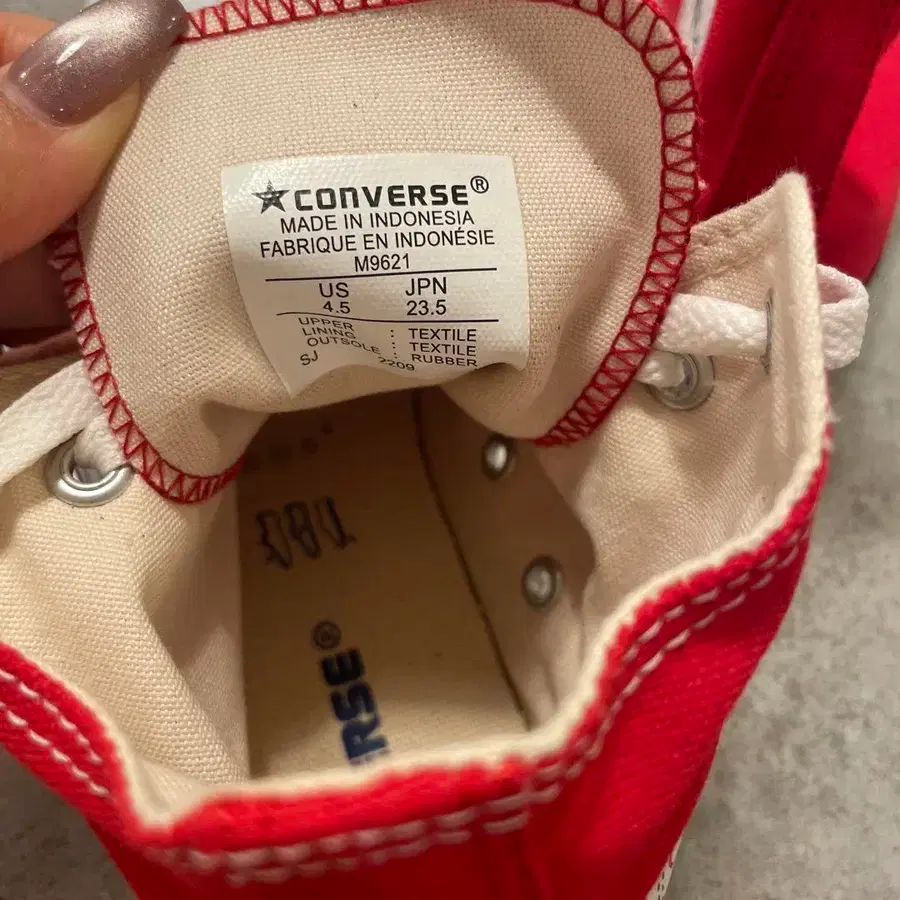 CONVERSE®
MADE IN INDONESIA
FABRIQUE EN INDONÉSIE
M9621
US JPN
4.5 23.5
UPPER : TEXTILE
LINING : TEXTILE
OUTSOLE : RUBBER
SJ 2209
ERSE®